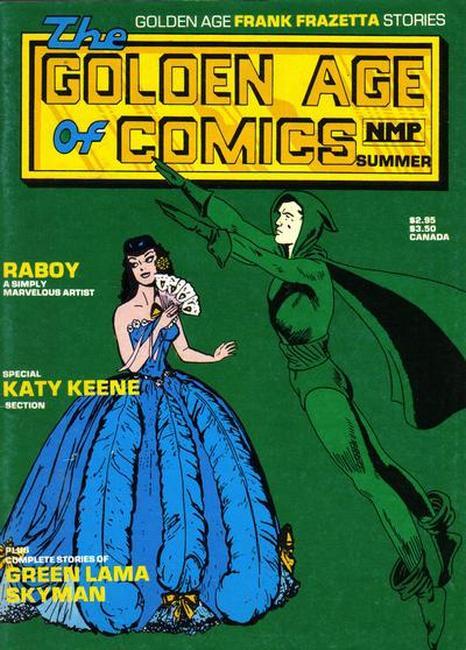 GOLDEN AGE FRANK FRAZETTA STORIES
The
GOLDEN AGE
of COMICS NMP
SUMMER
$2.95
$3.50
CANADA
RABOY
A SIMPLY
MARVELOUS ARTIST
SPECIAL
KATY KEENE
SECTION
PLUS
COMPLETE STORIES OF
GREEN LAMA
SKYMAN